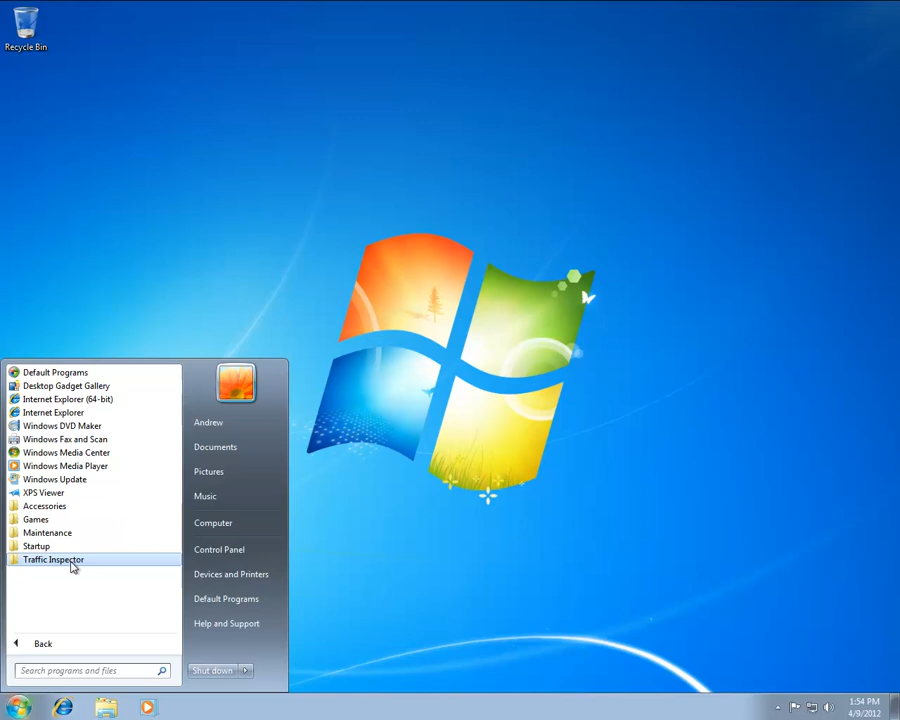 Recycle Bin
Default Programs
Desktop Gadget Gallery
Internet Explorer (64-bit)
Internet Explorer
Windows DVD Maker
Windows Fax and Scan
Windows Media Center
Windows Media Player
Windows Update
XPS Viewer
Accessories
Games
Maintenance
Startup
Traffic Inspector
Back
Search programs and files
Andrew
Documents
Pictures
Music
Computer
Control Panel
Devices and Printers
Default Programs
Help and Support
Shut down
1:54 PM
4/9/2012